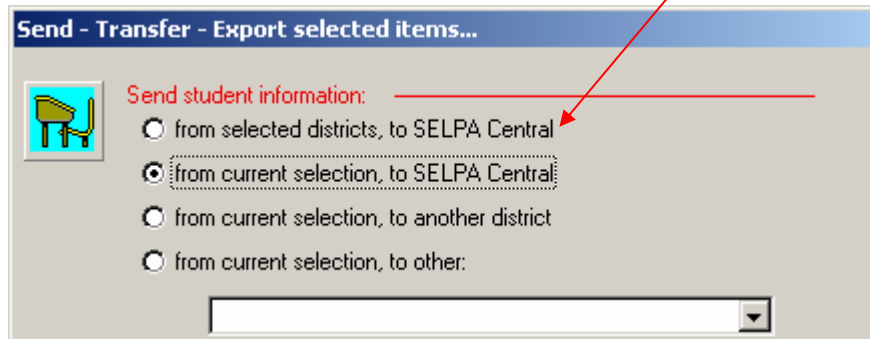 Send - Transfer - Export selected items...
Send student information:
from selected districts, to SELPA Central
from current selection, to SELPA Central
from current selection, to another district
from current selection, to other: